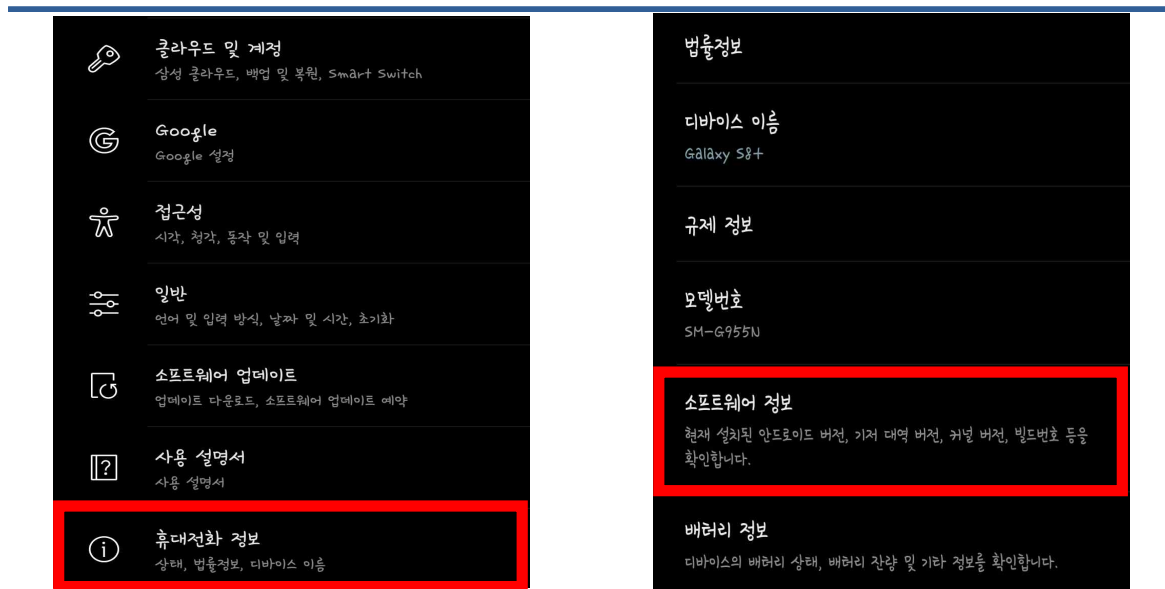 클라우드 및 계정
삼성 클라우드, 백업 및 복원, Smart Switch
Google
Google 설정
접근성
시각, 청각, 동작 및 입력
일반
언어 및 입력 방식, 날짜 및 시간, 초기화
소프트웨어 업데이트
업데이트 다운로드, 소프트웨어 업데이트 예약
사용 설명서
사용 설명서
휴대전화 정보
상태, 법률정보, 디바이스 이름
법률정보
디바이스 이름
Galaxy S8+
규제 정보
모델번호
SM-G955N
소프트웨어 정보
현재 설치된 안드로이드 버전, 기저 대역 버전, 커널 버전, 빌드번호 등을
확인합니다.
배터리 정보
디바이스의 배터리 상태, 배터리 잔량 및 기타 정보를 확인합니다.